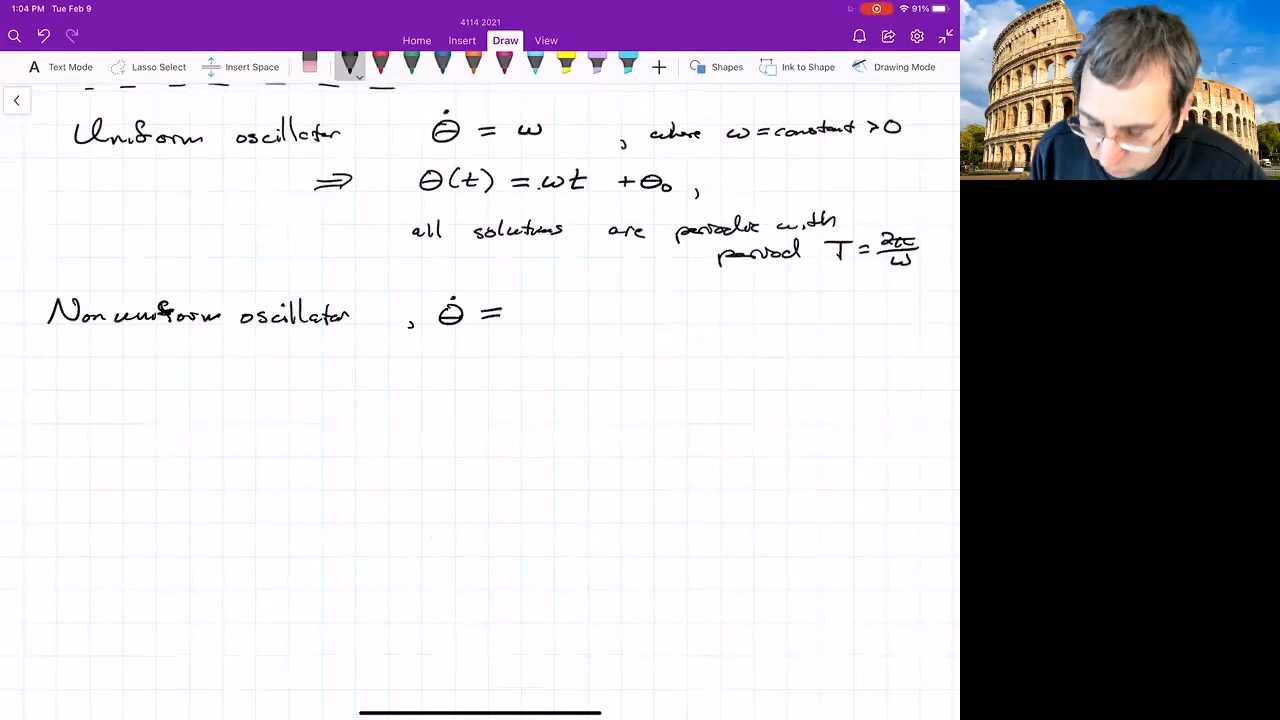 1:04 PM Tue Feb 9
91%
4114 2021
Home Insert Draw View
Text Mode Lasso Select Insert Space Shapes Ink to Shape Drawing Mode
Uniform oscillator θ̇ = ω , where ω = constant > 0
⇒ θ(t) = ωt + θ₀ ,
all solutions are periodic with
period T = 2π/ω
Nonuniform oscillator , θ̇ =